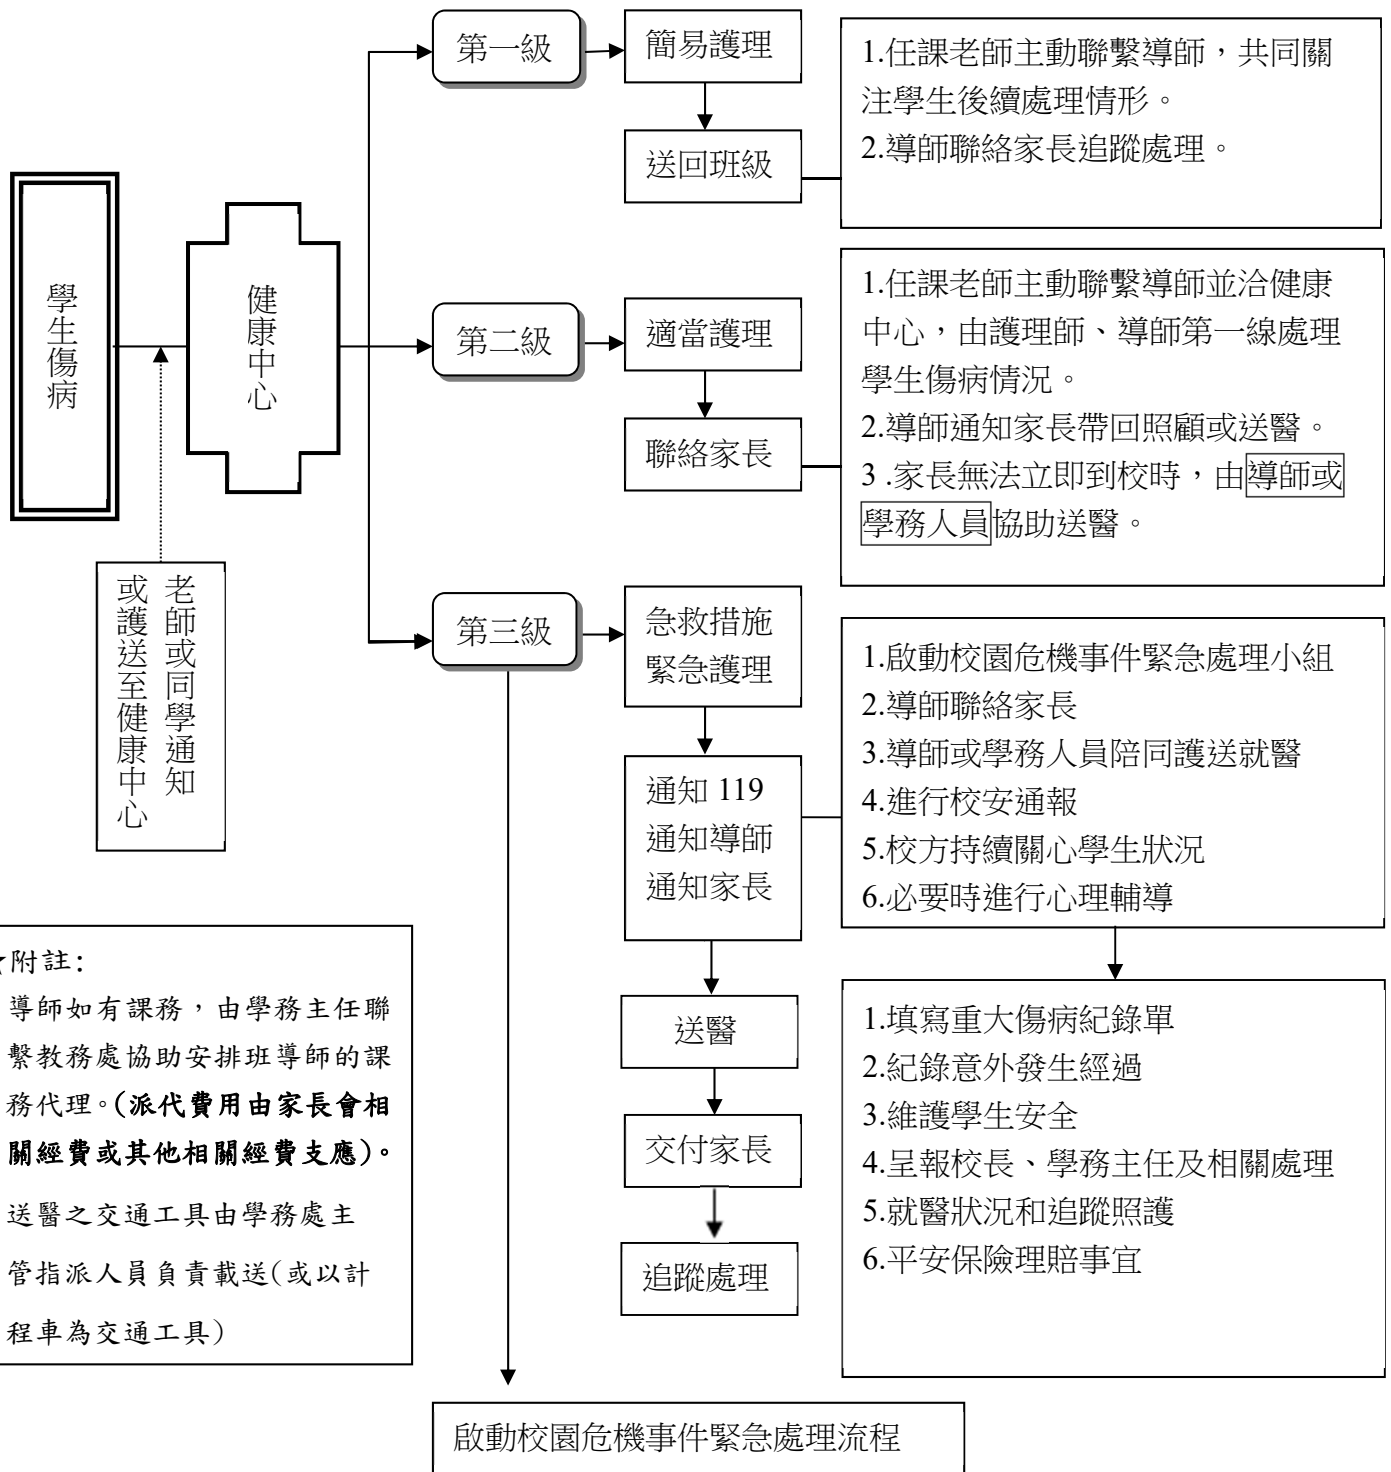 學生傷病
老師或同學通知
或護送至健康中心
健康中心
第一級
簡易護理
送回班級
1.任課老師主動聯繫導師，共同關
注學生後續處理情形。
2.導師聯絡家長追蹤處理。
第二級
適當護理
聯絡家長
1.任課老師主動聯繫導師並洽健康
中心，由護理師、導師第一線處理
學生傷病情況。
2.導師通知家長帶回照顧或送醫。
3 .家長無法立即到校時，由導師或
學務人員協助送醫。
第三級
急救措施
緊急護理
通知 119
通知導師
通知家長
送醫
交付家長
追蹤處理
1.啟動校園危機事件緊急處理小組
2.導師聯絡家長
3.導師或學務人員陪同護送就醫
4.進行校安通報
5.校方持續關心學生狀況
6.必要時進行心理輔導
1.填寫重大傷病紀錄單
2.紀錄意外發生經過
3.維護學生安全
4.呈報校長、學務主任及相關處理
5.就醫狀況和追蹤照護
6.平安保險理賠事宜
★附註:
導師如有課務，由學務主任聯
繫教務處協助安排班導師的課
務代理。(派代費用由家長會相
關經費或其他相關經費支應)。
送醫之交通工具由學務處主
管指派人員負責載送(或以計
程車為交通工具)
啟動校園危機事件緊急處理流程